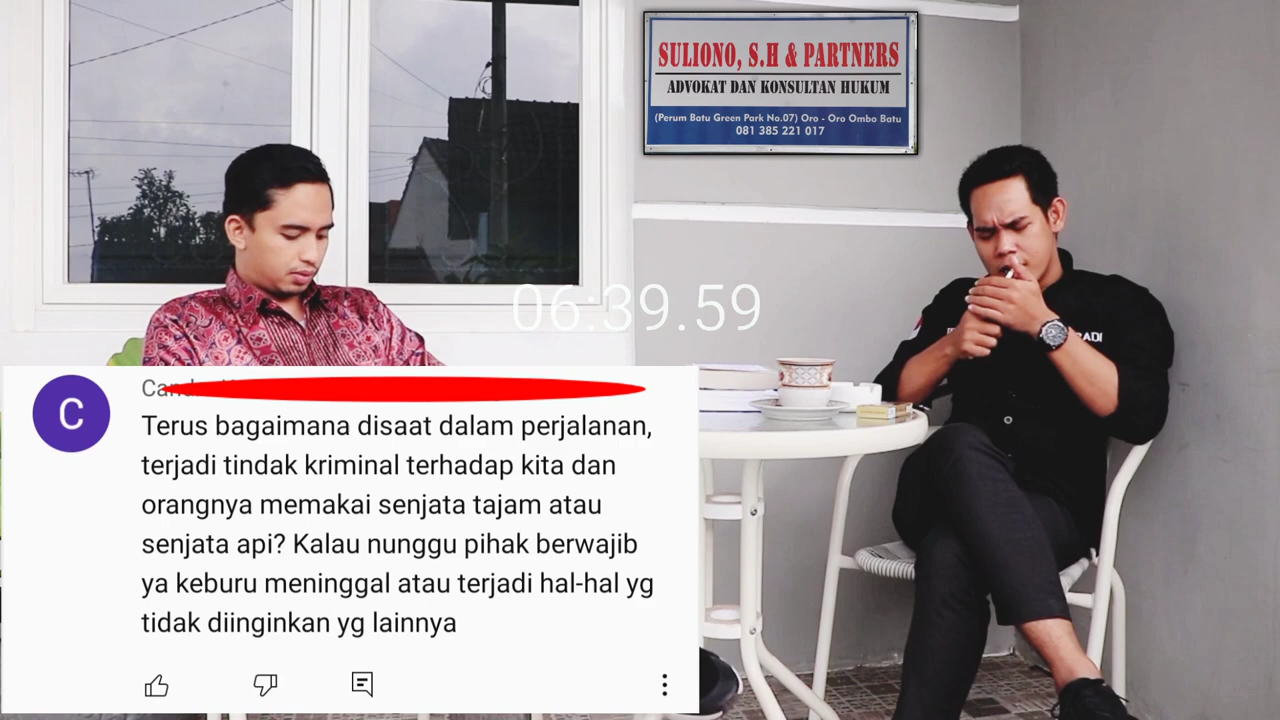 SULIONO, S.H & PARTNERS
ADVOKAT DAN KONSULTAN HUKUM
(Perum Batu Green Park No.07) Oro - Oro Ombo Batu
081 385 221 017
06:39.59
C
Terus bagaimana disaat dalam perjalanan,
terjadi tindak kriminal terhadap kita dan
orangnya memakai senjata tajam atau
senjata api? Kalau nunggu pihak berwajib
ya keburu meninggal atau terjadi hal-hal yg
tidak diinginkan yg lainnya